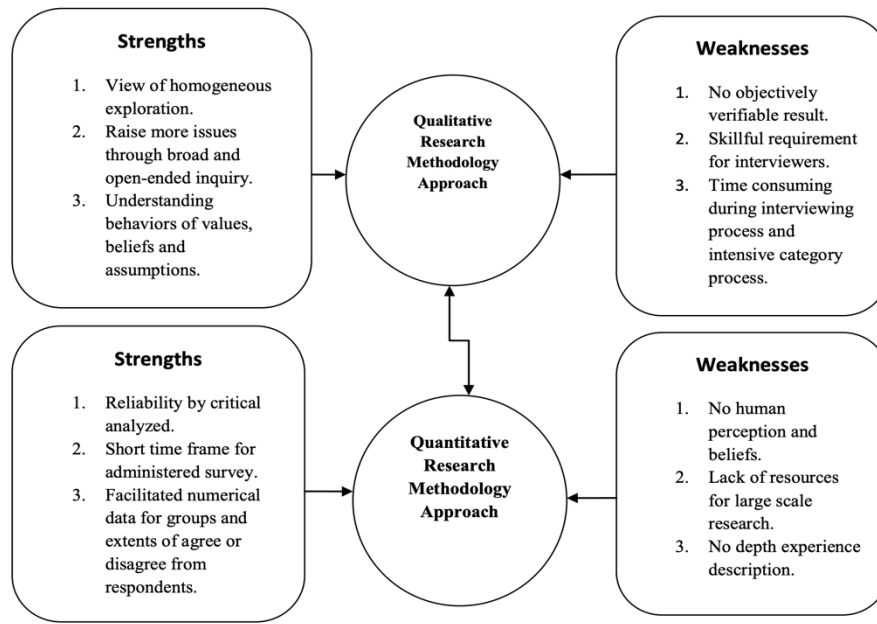 Strengths
1. View of homogeneous
exploration.
2. Raise more issues
through broad and
open-ended inquiry.
3. Understanding
behaviors of values,
beliefs and
assumptions.
Qualitative
Research
Methodology
Approach
Weaknesses
1. No objectively
verifiable result.
2. Skillful requirement
for interviewers.
3. Time consuming
during interviewing
process and
intensive category
process.
Strengths
1. Reliability by critical
analyzed.
2. Short time frame for
administered survey.
3. Facilitated numerical
data for groups and
extents of agree or
disagree from
respondents.
Quantitative
Research
Methodology
Approach
Weaknesses
1. No human
perception and
beliefs.
2. Lack of resources
for large scale
research.
3. No depth experience
description.